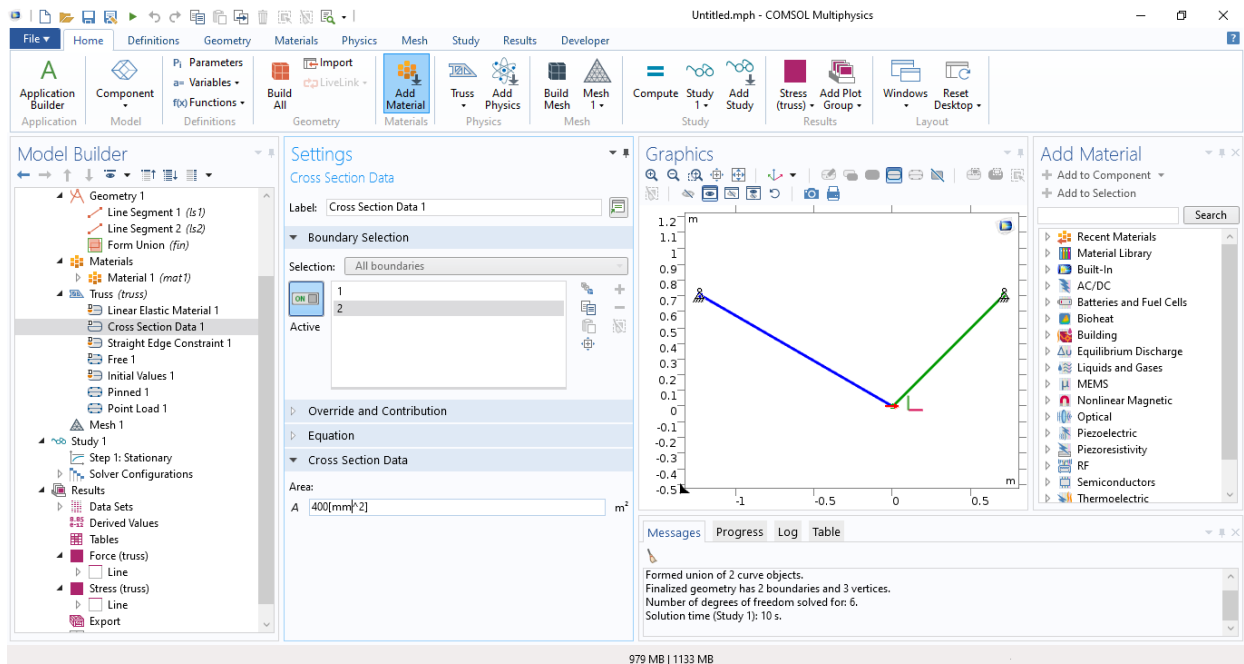 Untitled.mph - COMSOL Multiphysics
File Home Definitions Geometry Materials Physics Mesh Study Results Developer
Application Builder
Application
Component
Model
Pi Parameters
a= Variables
f(x) Functions
Definitions
Build All
Import
LiveLink
Geometry
Add Material
Materials
Truss
Add Physics
Physics
Build Mesh
Mesh 1
Mesh
Compute
Study 1
Add Study
Study
Stress (truss)
Add Plot Group
Results
Windows
Reset Desktop
Layout
Model Builder
Geometry 1
Line Segment 1 (ls1)
Line Segment 2 (ls2)
Form Union (fin)
Materials
Material 1 (mat1)
Truss (truss)
Linear Elastic Material 1
Cross Section Data 1
Straight Edge Constraint 1
Free 1
Initial Values 1
Pinned 1
Point Load 1
Mesh 1
Study 1
Step 1: Stationary
Solver Configurations
Results
Data Sets
Derived Values
Tables
Force (truss)
Line
Stress (truss)
Line
Export
Settings
Cross Section Data
Label: Cross Section Data 1
Boundary Selection
Selection: All boundaries
ON
Active
1
2
Override and Contribution
Equation
Cross Section Data
Area:
A 400[mm^2] m²
Graphics
m
1.2
1.1
1
0.9
0.8
0.7
0.6
0.5
0.4
0.3
0.2
0.1
0
-0.1
-0.2
-0.3
-0.4
-0.5
m
-1 -0.5 0 0.5
Messages Progress Log Table
Formed union of 2 curve objects.
Finalized geometry has 2 boundaries and 3 vertices.
Number of degrees of freedom solved for: 6.
Solution time (Study 1): 10 s.
Add Material
+ Add to Component
+ Add to Selection
Search
Recent Materials
Material Library
Built-In
AC/DC
Batteries and Fuel Cells
Bioheat
Building
Equilibrium Discharge
Liquids and Gases
MEMS
Nonlinear Magnetic
Optical
Piezoelectric
Piezoresistivity
RF
Semiconductors
Thermoelectric
979 MB | 1133 MB